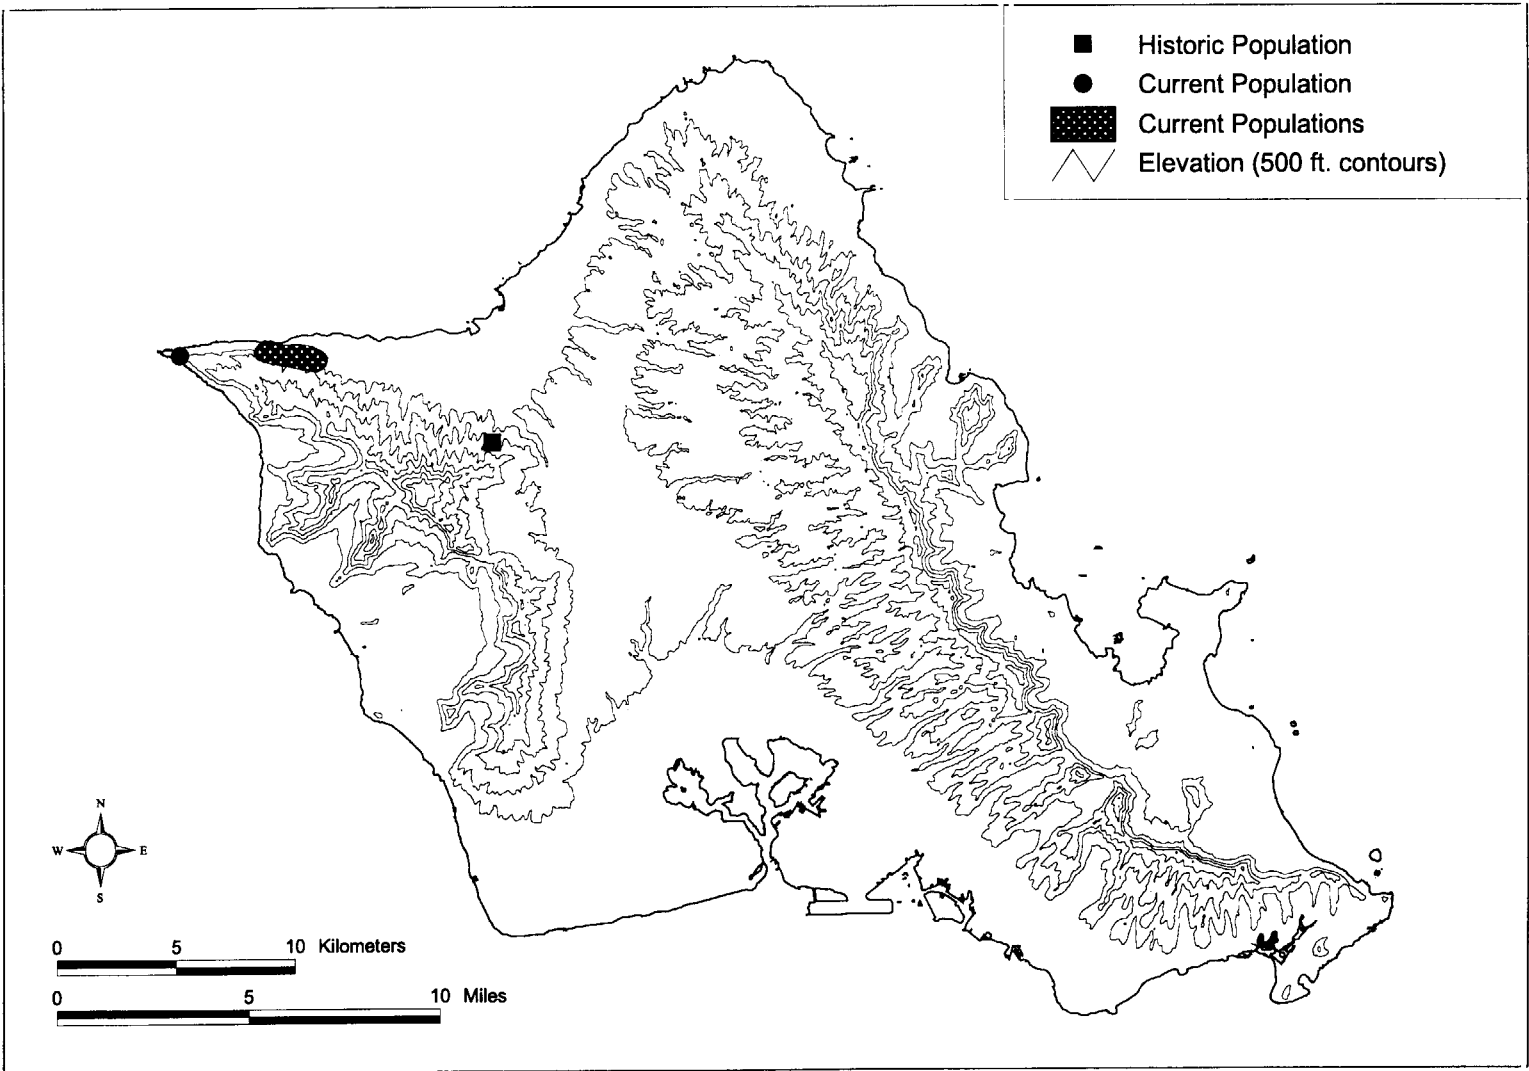 Historic Population
Current Population
Current Populations
Elevation (500 ft. contours)
N
W E
S
0 5 10 Kilometers
0 5 10 Miles